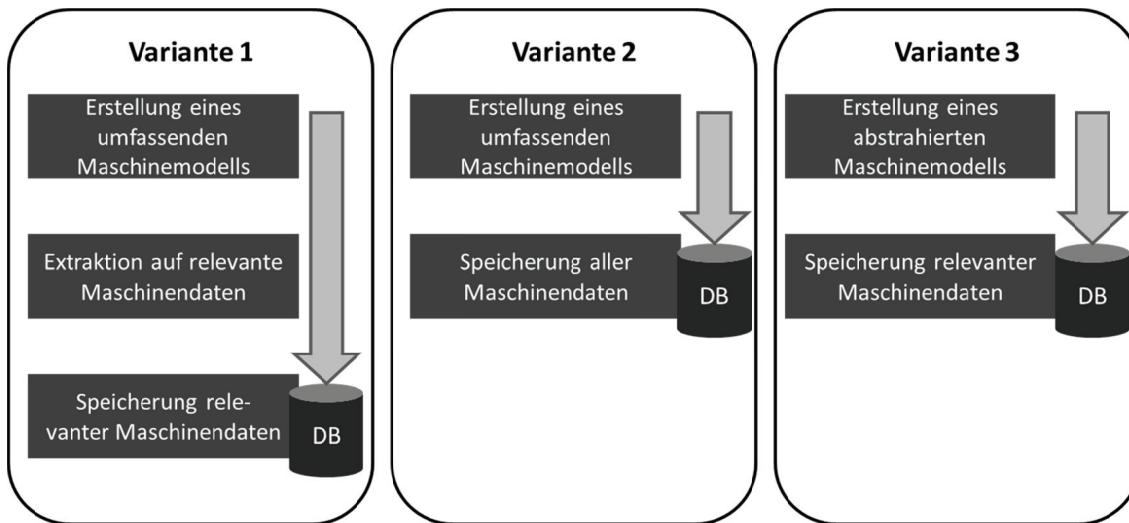 Variante 1
Erstellung eines
umfassenden
Maschinemodells
Extraktion auf relevante
Maschinendaten
Speicherung rele-
vanter Maschinendaten
DB
Variante 2
Erstellung eines
umfassenden
Maschinemodells
Speicherung aller
Maschinendaten
DB
Variante 3
Erstellung eines
abstrahierten
Maschinemodells
Speicherung relevanter
Maschinendaten
DB